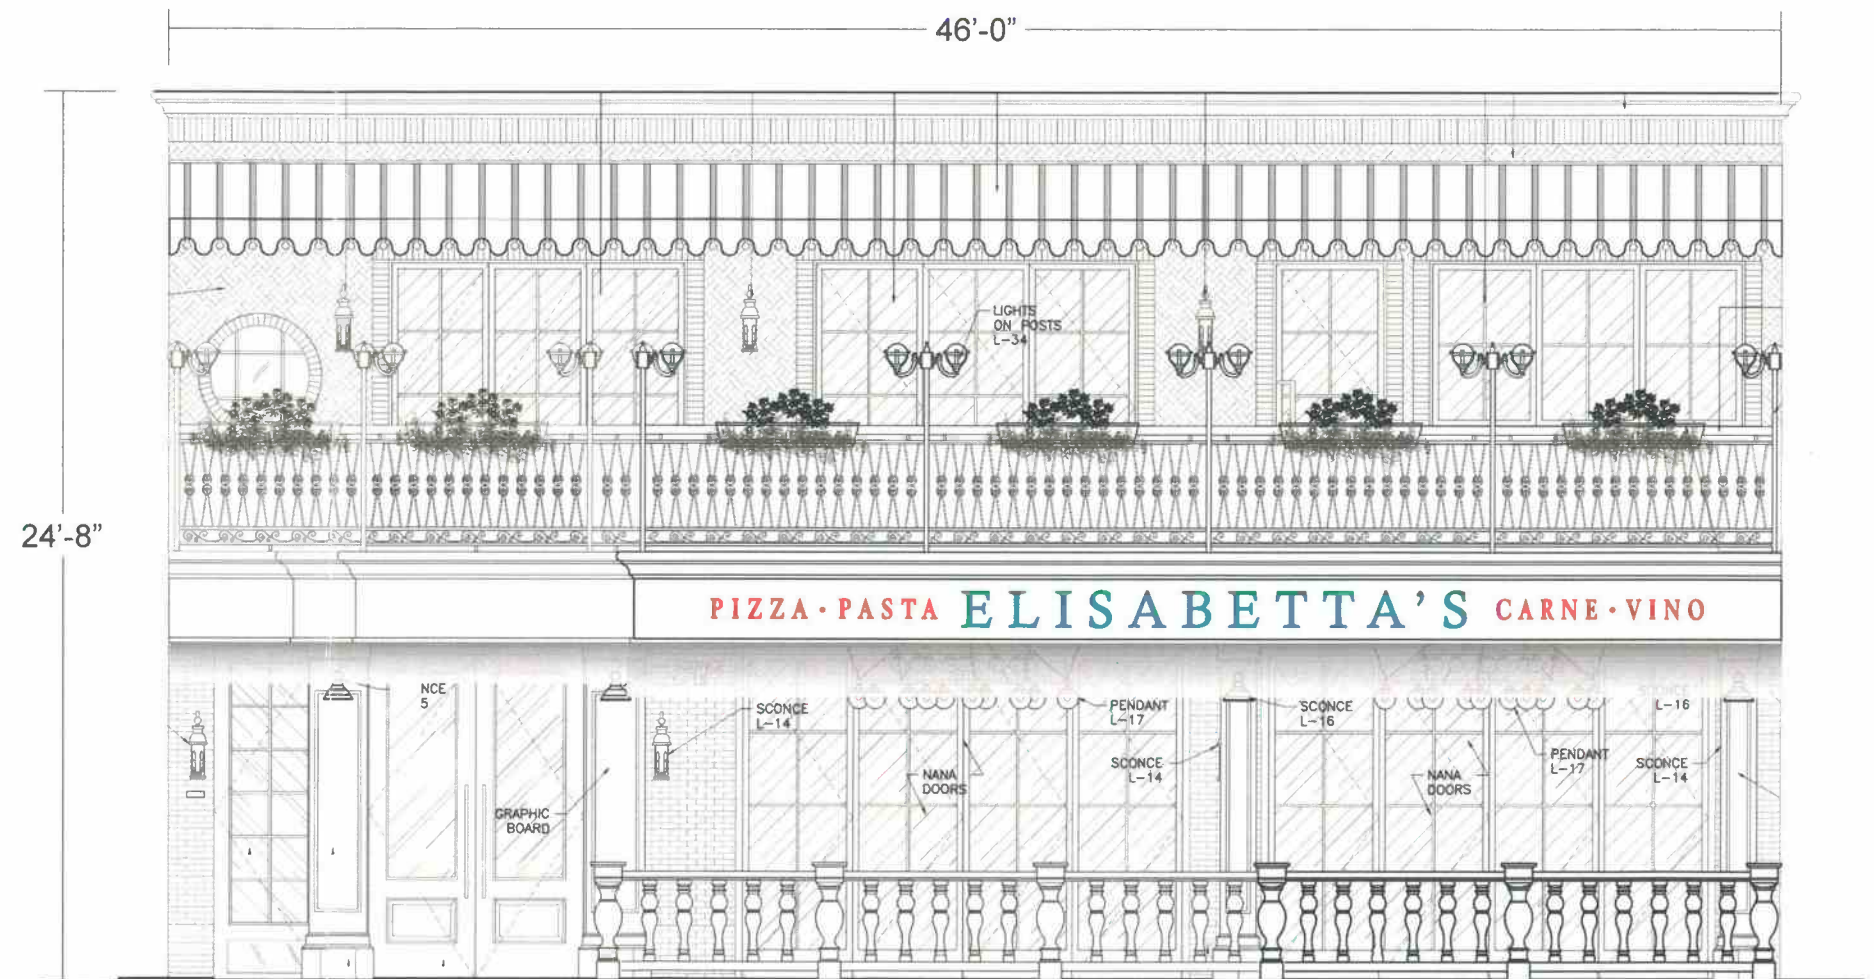 46'-0"
24'-8"
LIGHTS
ON POSTS
L-34
PIZZA · PASTA ELISABETTA'S CARNE · VINO
NCE
5
SCONCE
L-14
PENDANT
L-17
SCONCE
L-16
SCONCE
L-16
SCONCE
L-14
NANA
DOORS
PENDANT
L-17
NANA
DOORS
SCONCE
L-14
GRAPHIC
BOARD